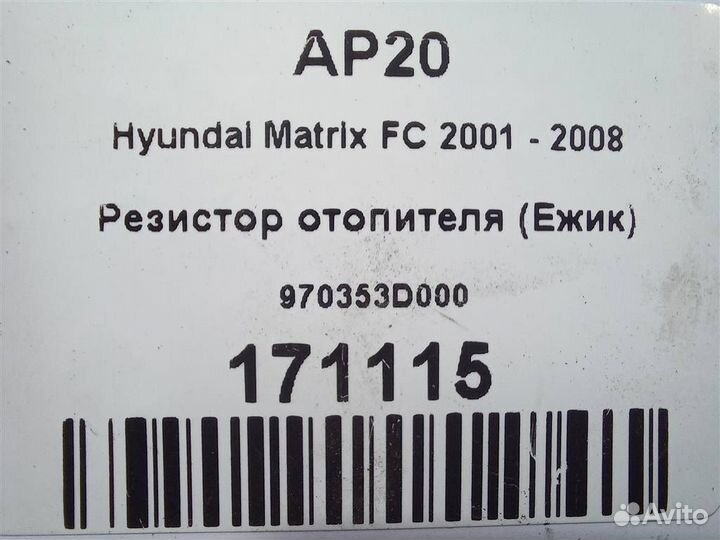 AP20
Hyundai Matrix FC 2001 - 2008
Резистор отопителя (Ежик)
970353D000
171115
Avito